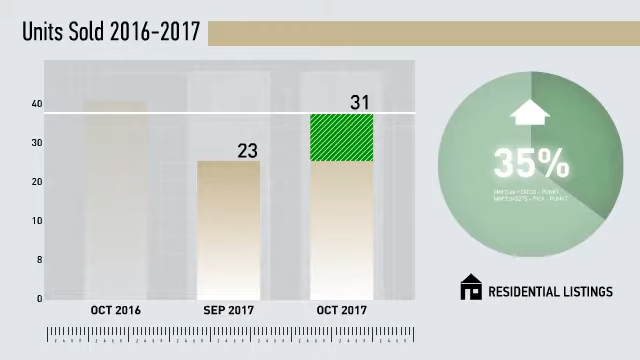 Units Sold 2016-2017
40
30
20
10
8
0
23
31
OCT 2016
SEP 2017
OCT 2017
35%
RESIDENTIAL LISTINGS